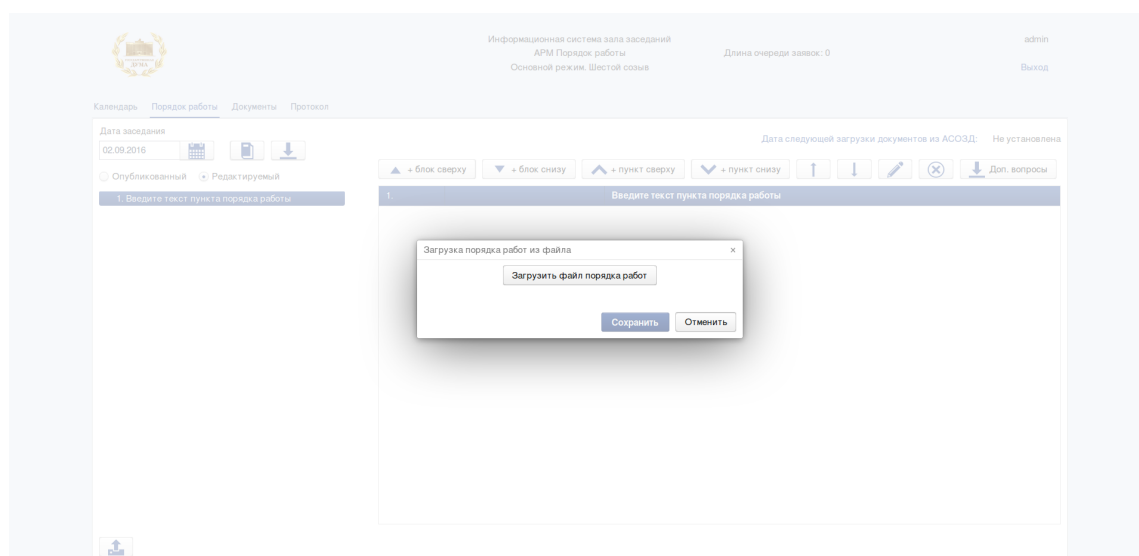 Информационная система зала заседаний
admin
АРМ Порядок работы
Длина очереди заявок: 0
Основной режим. Шестой созыв
Выход
ДУМА
Календарь Порядок работы Документы Протокол
Дата заседания
Дата следующей загрузки документов из АСОЗД: Не установлена
02.09.2016
+ блок сверху + блок снизу + пункт сверху + пункт снизу Доп. вопросы
Опубликованный Редактируемый
1. Введите текст пункта порядка работы
1. Введите текст пункта порядка работы
Загрузка порядка работ из файла ×
Загрузить файл порядка работ
Сохранить Отменить